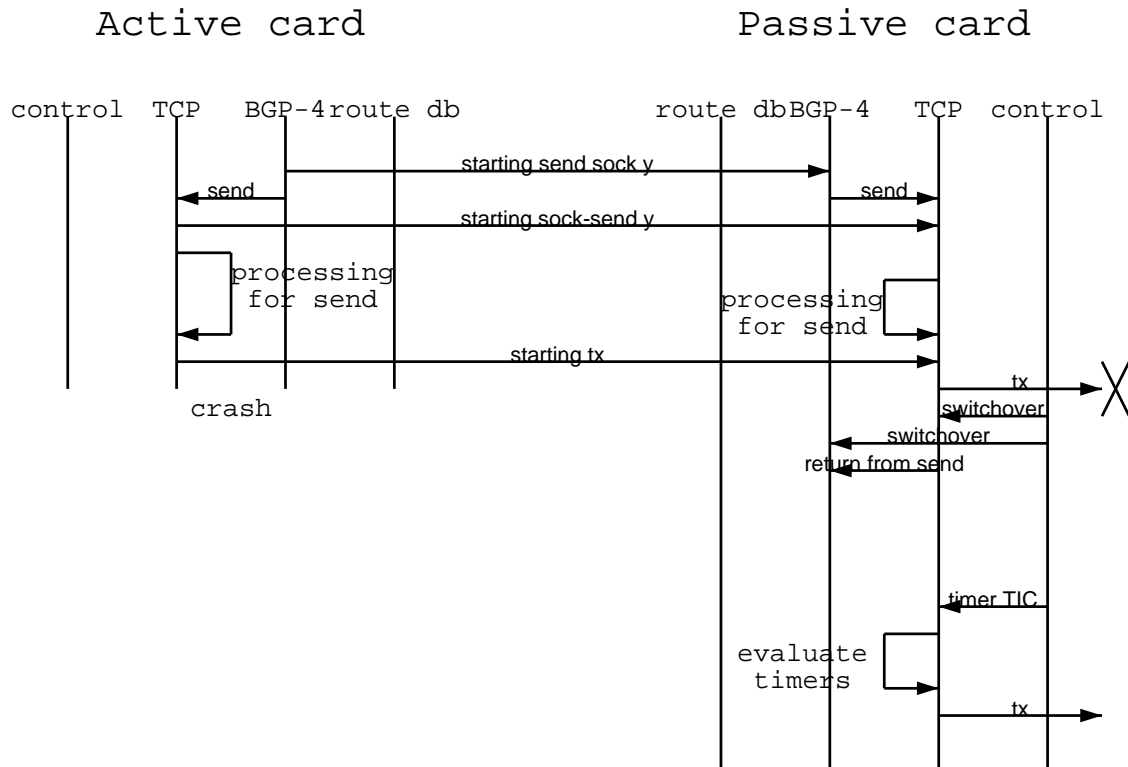 Active card
Passive card
control TCP BGP-4 route db
route db BGP-4 TCP control
starting send sock y
send
send
starting sock-send y
processing
for send
processing
for send
starting tx
tx
crash
switchover
switchover
return from send
timer TIC
evaluate
timers
tx